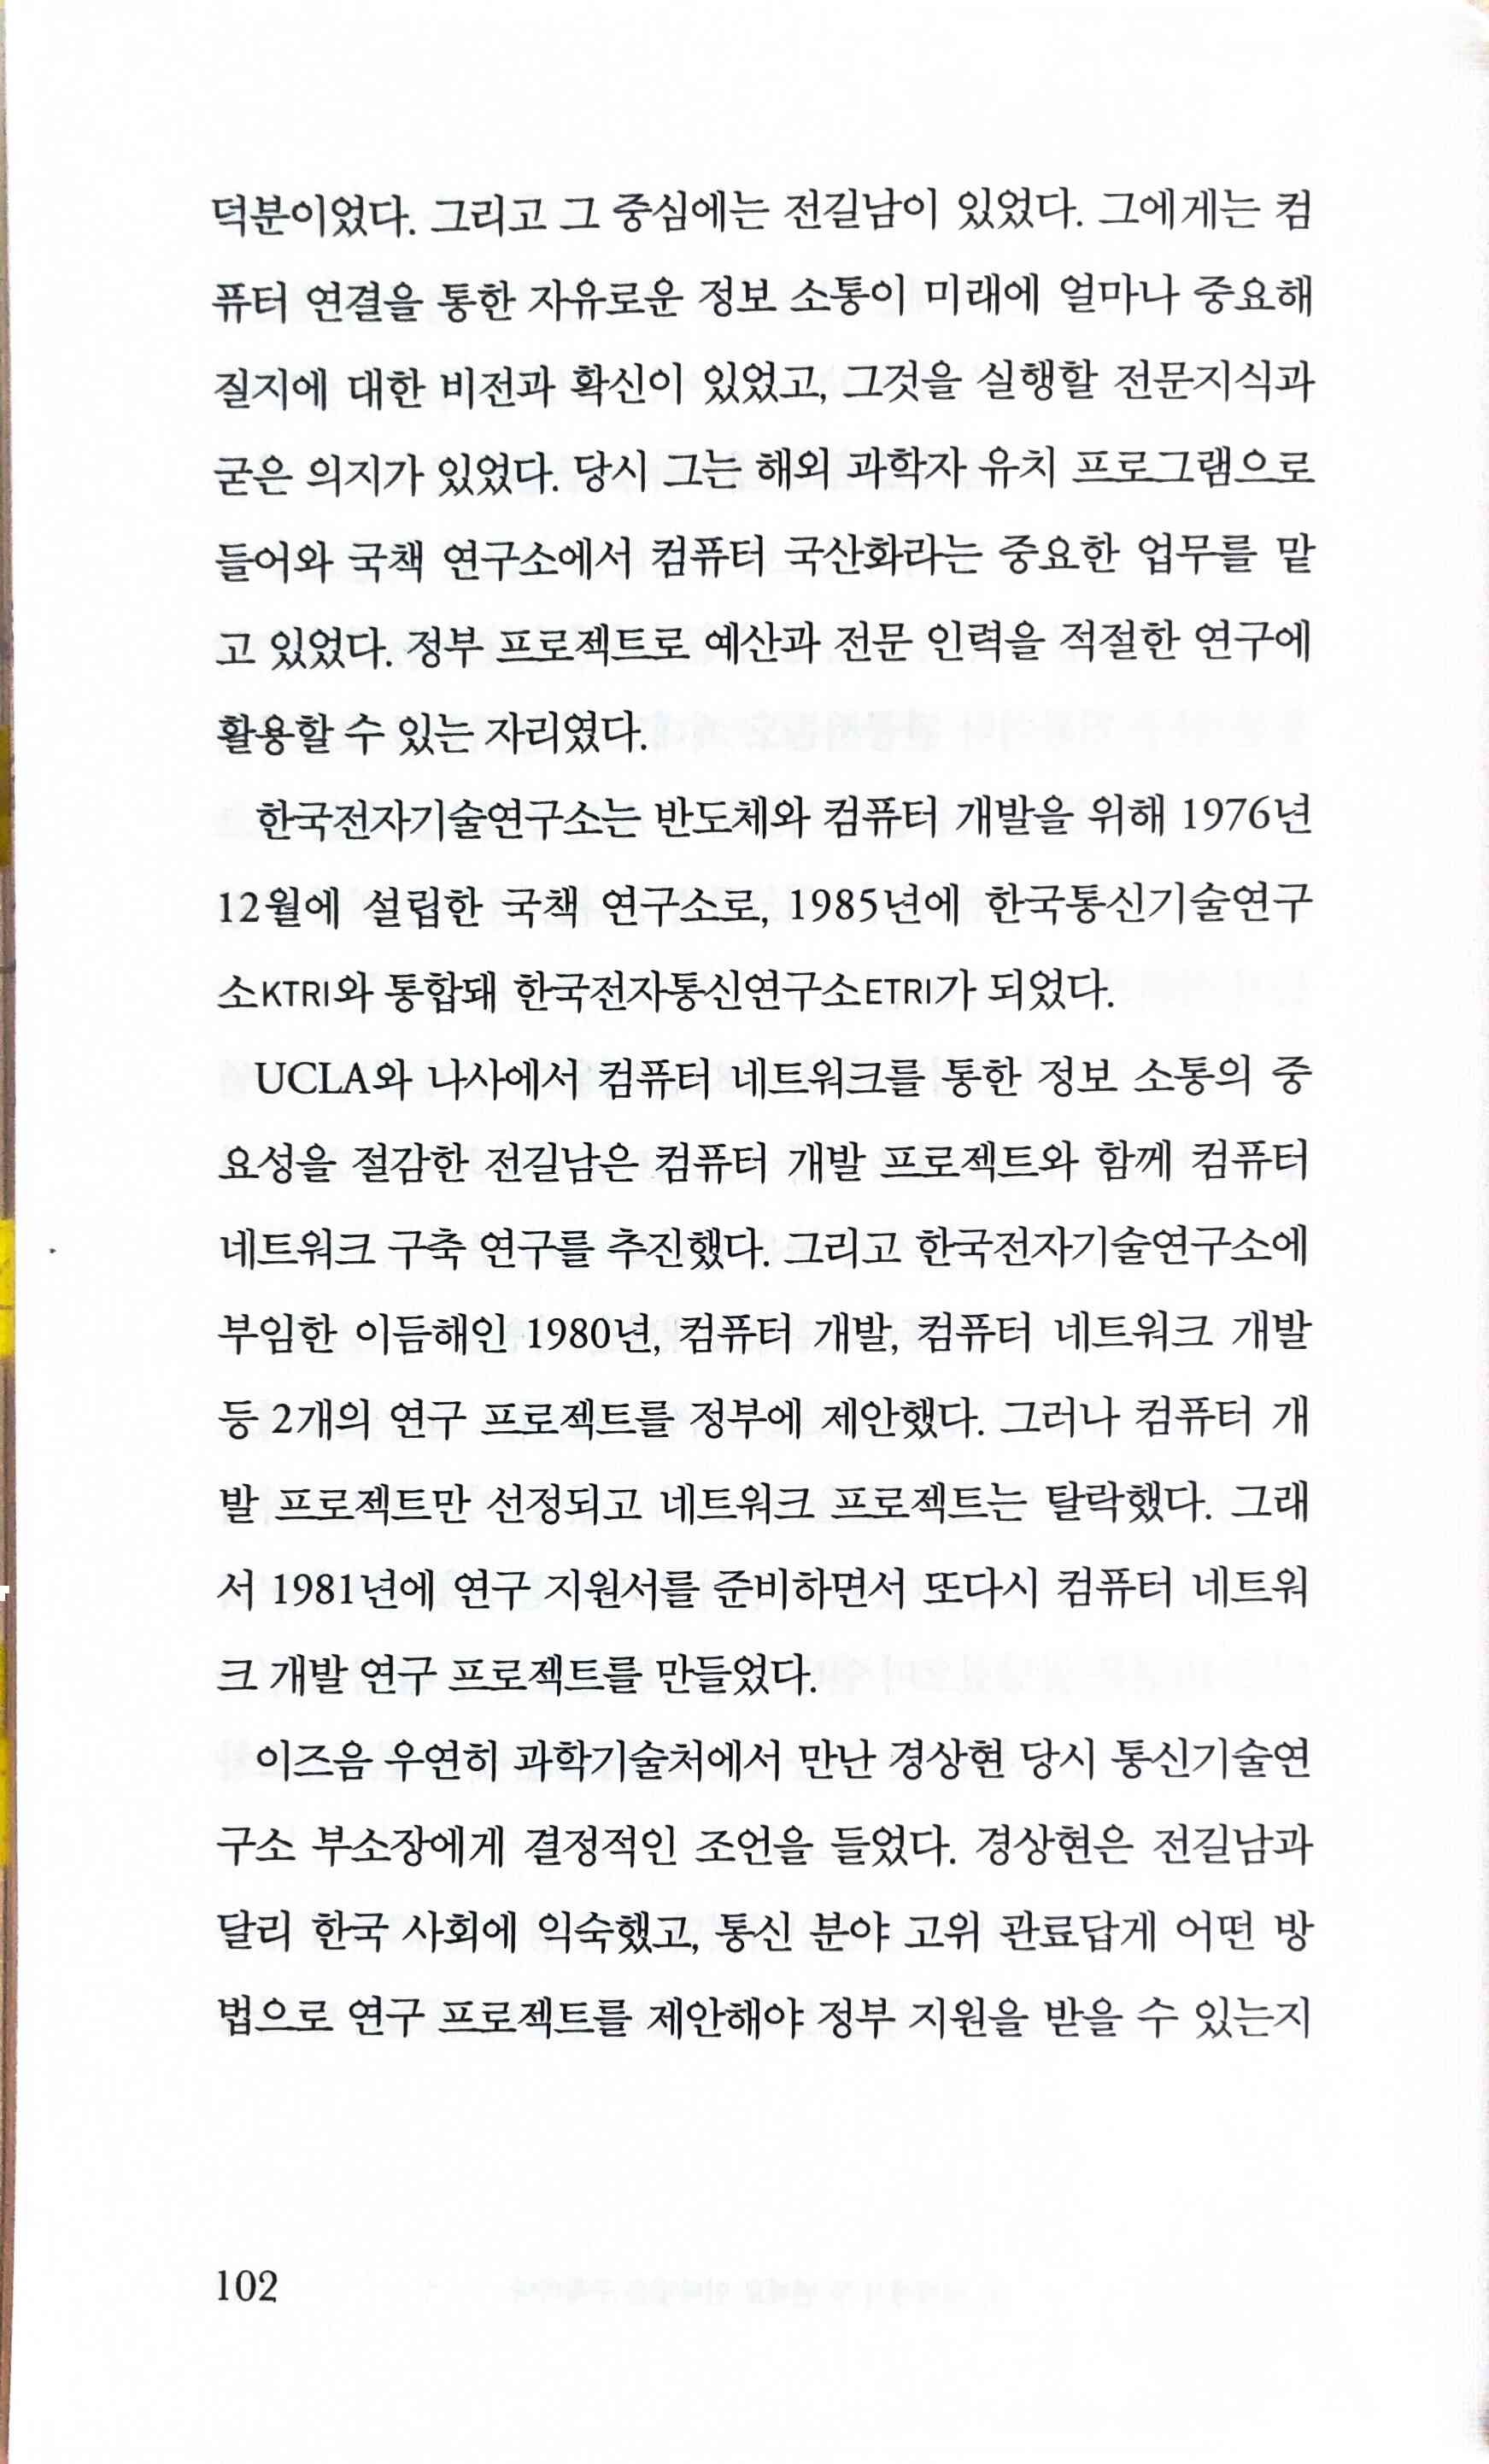 덕분이었다. 그리고 그 중심에는 전길남이 있었다. 그에게는 컴
퓨터 연결을 통한 자유로운 정보 소통이 미래에 얼마나 중요해
질지에 대한 비전과 확신이 있었고, 그것을 실행할 전문지식과
굳은 의지가 있었다. 당시 그는 해외 과학자 유치 프로그램으로
들어와 국책 연구소에서 컴퓨터 국산화라는 중요한 업무를 맡
고 있었다. 정부 프로젝트로 예산과 전문 인력을 적절한 연구에
활용할 수 있는 자리였다.
한국전자기술연구소는 반도체와 컴퓨터 개발을 위해 1976년
12월에 설립한 국책 연구소로, 1985년에 한국통신기술연구
소KTRI와 통합돼 한국전자통신연구소ETRI가 되었다.
UCLA와 나사에서 컴퓨터 네트워크를 통한 정보 소통의 중
요성을 절감한 전길남은 컴퓨터 개발 프로젝트와 함께 컴퓨터
네트워크 구축 연구를 추진했다. 그리고 한국전자기술연구소에
부임한 이듬해인 1980년, 컴퓨터 개발, 컴퓨터 네트워크 개발
등 2개의 연구 프로젝트를 정부에 제안했다. 그러나 컴퓨터 개
발 프로젝트만 선정되고 네트워크 프로젝트는 탈락했다. 그래
서 1981년에 연구 지원서를 준비하면서 또다시 컴퓨터 네트워
크 개발 연구 프로젝트를 만들었다.
이즈음 우연히 과학기술처에서 만난 경상현 당시 통신기술연
구소 부소장에게 결정적인 조언을 들었다. 경상현은 전길남과
달리 한국 사회에 익숙했고, 통신 분야 고위 관료답게 어떤 방
법으로 연구 프로젝트를 제안해야 정부 지원을 받을 수 있는지
102